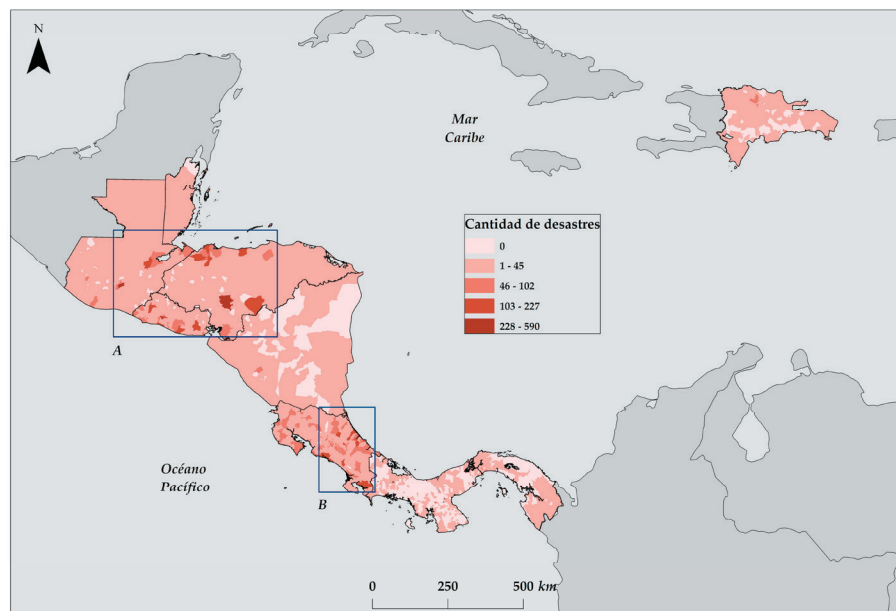 N
Mar
Caribe
Cantidad de desastres
0
1 - 45
46 - 102
103 - 227
228 - 590
A
Océano
Pacífico
B
0 250 500 km